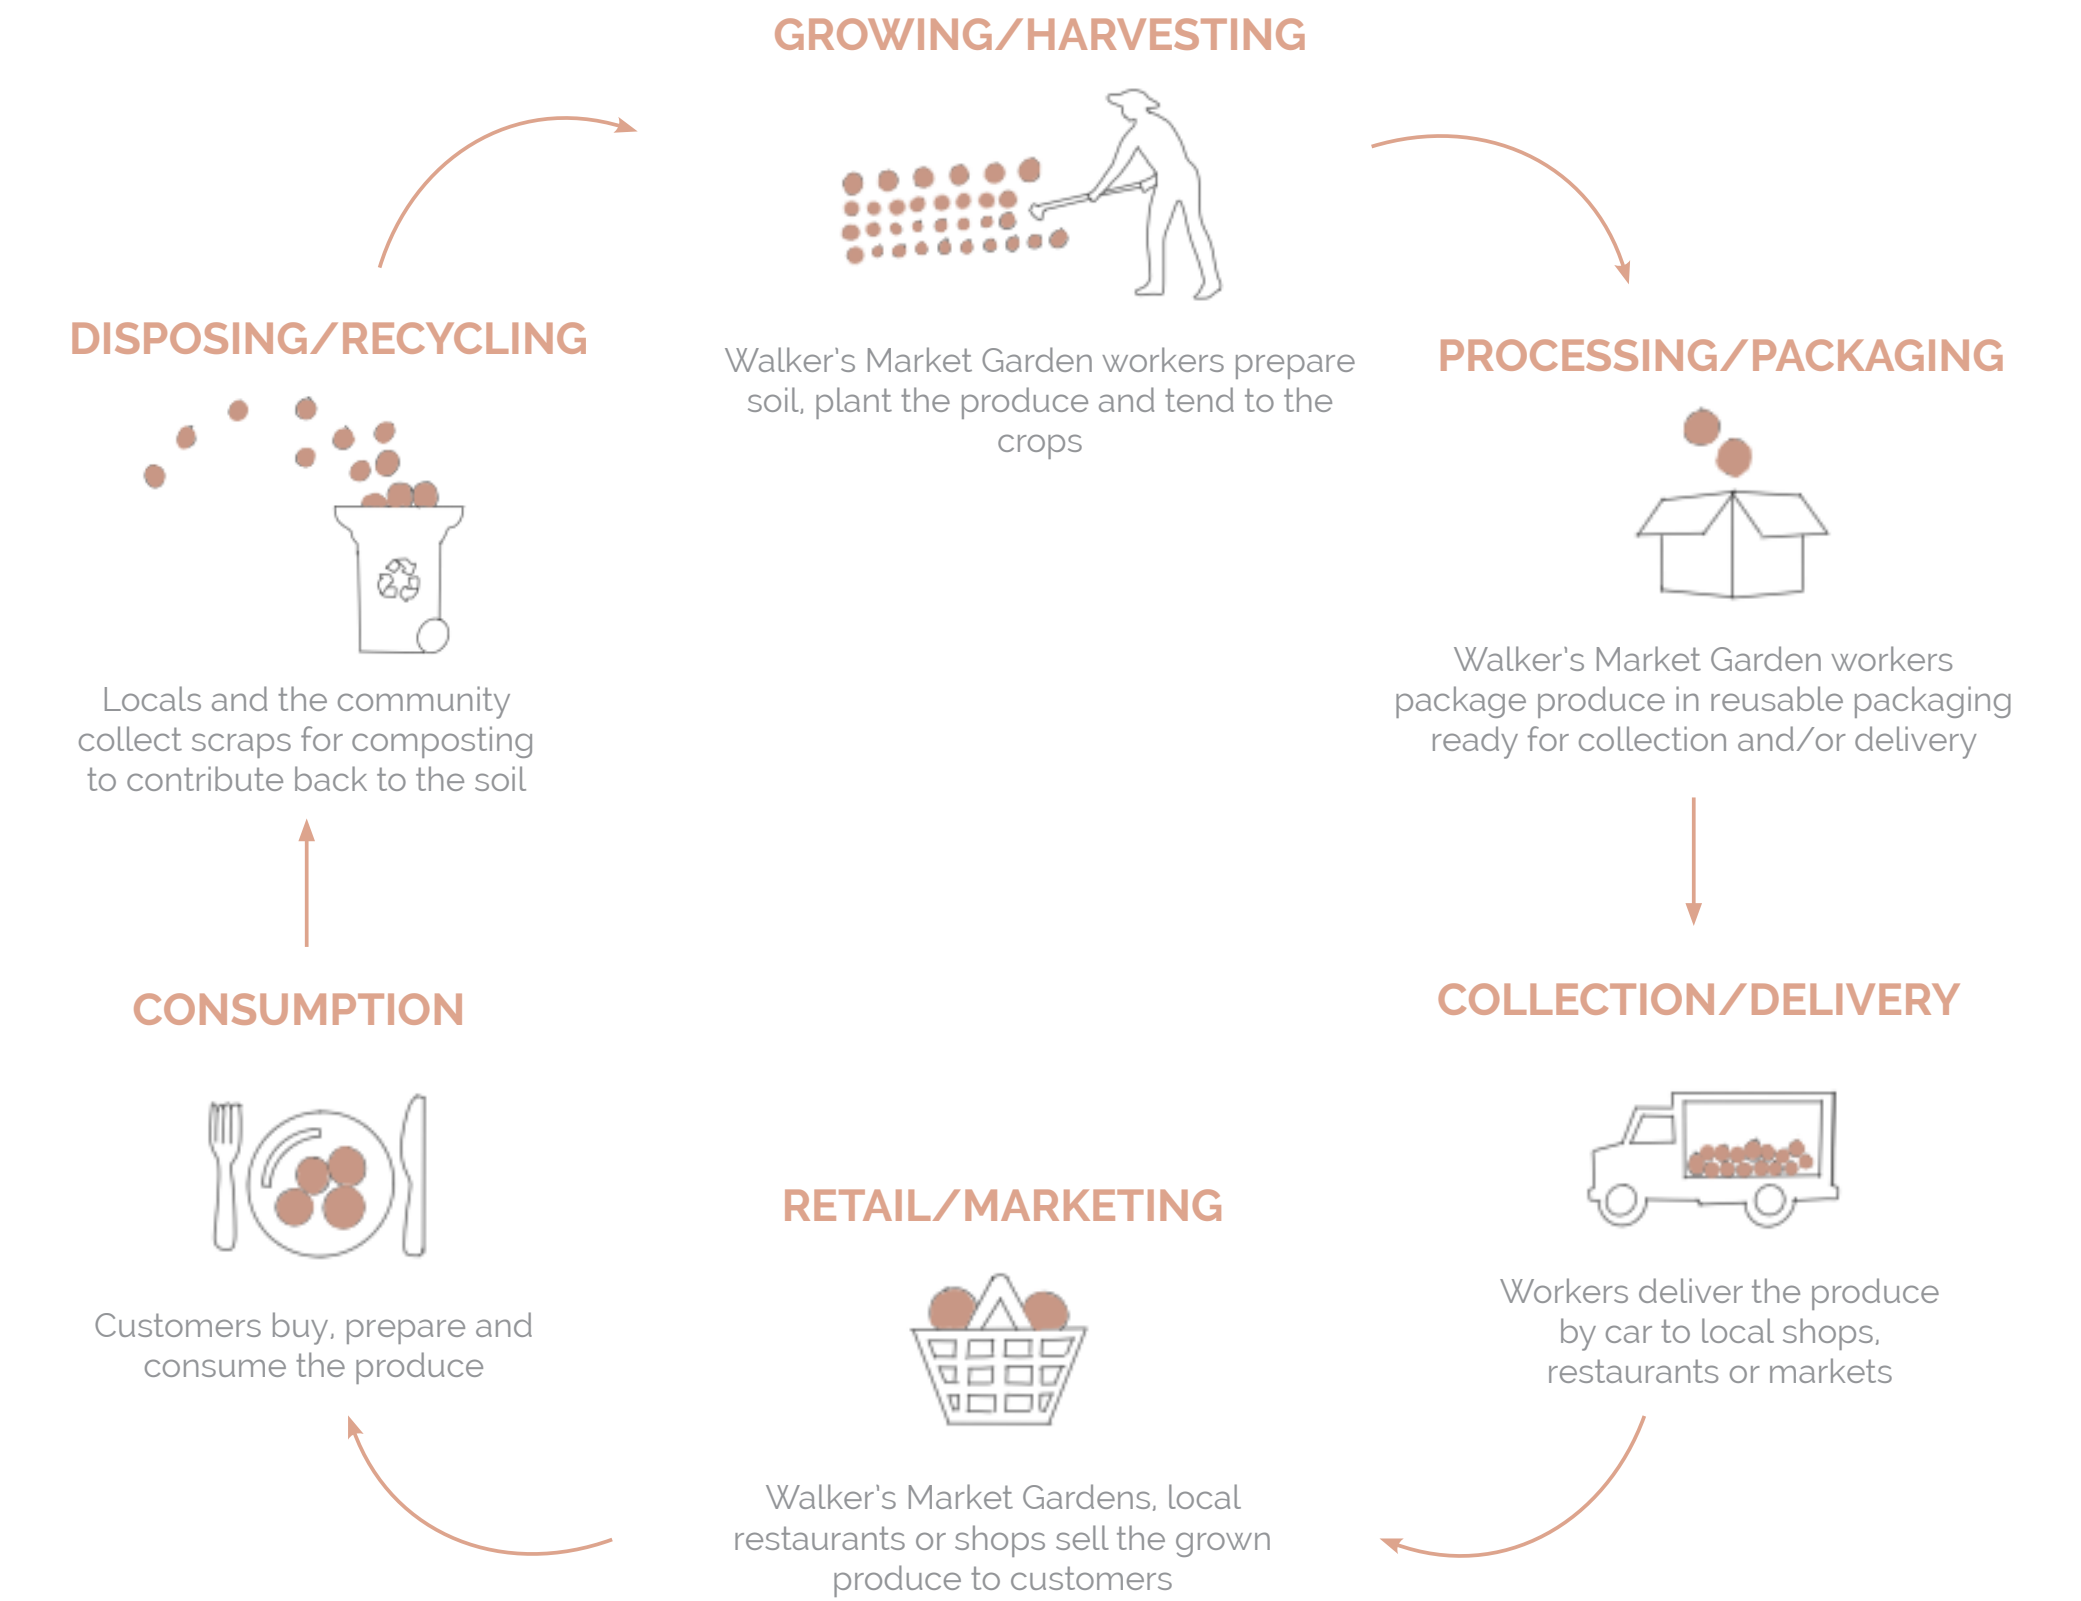 GROWING/HARVESTING
Walker's Market Garden workers prepare
soil, plant the produce and tend to the
crops
PROCESSING/PACKAGING
Walker's Market Garden workers
package produce in reusable packaging
ready for collection and/or delivery
COLLECTION/DELIVERY
Workers deliver the produce
by car to local shops,
restaurants or markets
RETAIL/MARKETING
Walker's Market Gardens, local
restaurants or shops sell the grown
produce to customers
CONSUMPTION
Customers buy, prepare and
consume the produce
DISPOSING/RECYCLING
Locals and the community
collect scraps for composting
to contribute back to the soil